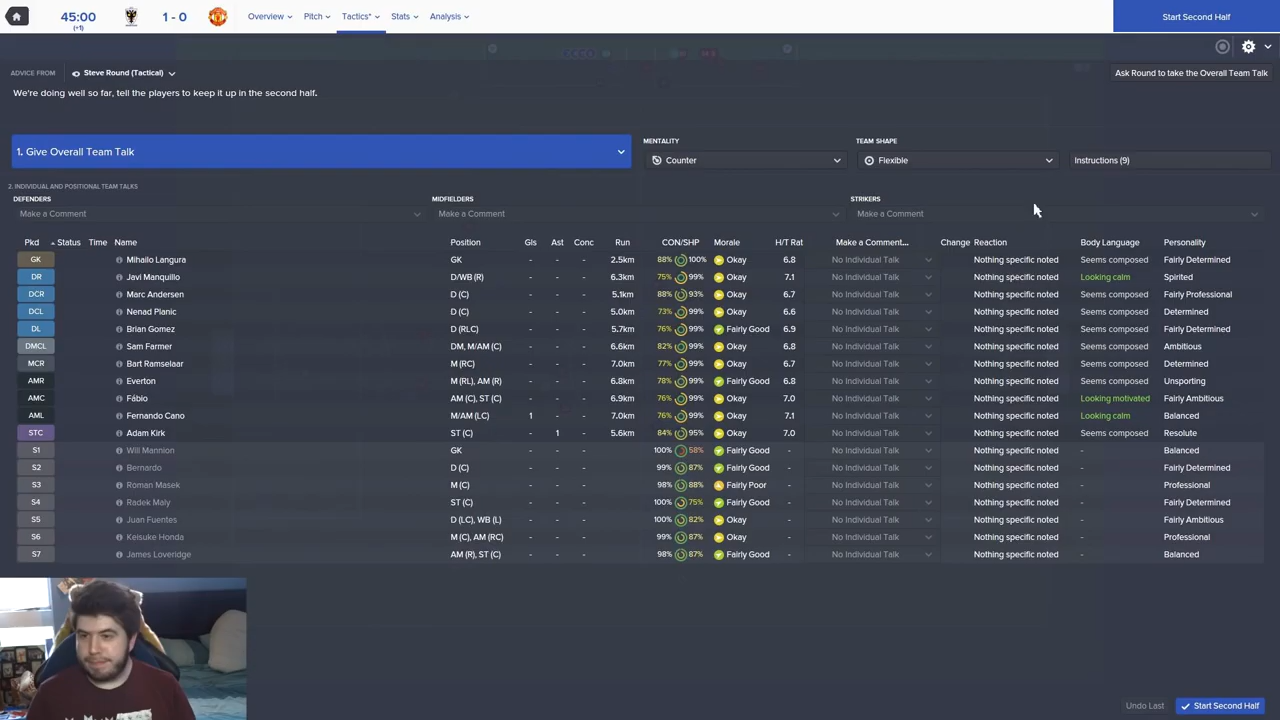 45:00
(+1)
1 - 0
Overview
Pitch
Tactics*
Stats
Analysis
Start Second Half
ADVICE FROM
Steve Round (Tactical)
Ask Round to take the Overall Team Talk
We're doing well so far, tell the players to keep it up in the second half.
1. Give Overall Team Talk
MENTALITY
Counter
TEAM SHAPE
Flexible
Instructions (9)
2. INDIVIDUAL AND POSITIONAL TEAM TALKS
DEFENDERS
MIDFIELDERS
STRIKERS
Make a Comment
Make a Comment
Make a Comment
Pkd Status Time Name Position Gls Ast Conc Run CON/SHP Morale H/T Rat Make a Comment... Change Reaction Body Language Personality
GK Mihailo Langura GK - - - 2.5km 88% 100% Okay 6.8 No Individual Talk Nothing specific noted Seems composed Fairly Determined
DR Javi Manquillo D/WB (R) - - - 6.3km 75% 99% Okay 7.1 No Individual Talk Nothing specific noted Looking calm Spirited
DCR Marc Andersen D (C) - - - 5.1km 88% 93% Okay 6.7 No Individual Talk Nothing specific noted Seems composed Fairly Professional
DCL Nenad Planic D (C) - - - 5.0km 73% 99% Okay 6.6 No Individual Talk Nothing specific noted Seems composed Determined
DL Brian Gomez D (RLC) - - - 5.7km 76% 99% Fairly Good 6.9 No Individual Talk Nothing specific noted Seems composed Fairly Determined
DMCL Sam Farmer DM, M/AM (C) - - - 6.6km 82% 99% Okay 6.8 No Individual Talk Nothing specific noted Seems composed Ambitious
MCR Bart Ramselaar M (RC) - - - 7.0km 77% 99% Okay 6.7 No Individual Talk Nothing specific noted Seems composed Determined
AMR Everton M (RL), AM (R) - - - 6.8km 78% 99% Fairly Good 6.8 No Individual Talk Nothing specific noted Seems composed Unsporting
AMC Fábio AM (C), ST (C) - - - 6.9km 76% 99% Okay 7.0 No Individual Talk Nothing specific noted Looking motivated Fairly Ambitious
AML Fernando Cano M/AM (LC) 1 - - 7.0km 76% 99% Okay 7.1 No Individual Talk Nothing specific noted Looking calm Balanced
STC Adam Kirk ST (C) - 1 - 5.6km 84% 95% Okay 7.0 No Individual Talk Nothing specific noted Seems composed Resolute
S1 Will Mannion GK 100% 58% Fairly Good - No Individual Talk Nothing specific noted - Balanced
S2 Bernardo D (C) 99% 87% Fairly Good - No Individual Talk Nothing specific noted - Fairly Determined
S3 Roman Masek M (C) 98% 88% Fairly Poor - No Individual Talk Nothing specific noted - Professional
S4 Radek Maly ST (C) 100% 75% Fairly Good - No Individual Talk Nothing specific noted - Fairly Determined
S5 Juan Fuentes D (LC), WB (L) 100% 82% Okay - No Individual Talk Nothing specific noted - Fairly Ambitious
S6 Keisuke Honda M (C), AM (RC) 99% 87% Okay - No Individual Talk Nothing specific noted - Professional
S7 James Loveridge AM (R), ST (C) 98% 87% Fairly Good - No Individual Talk Nothing specific noted - Balanced
Undo Last
Start Second Half